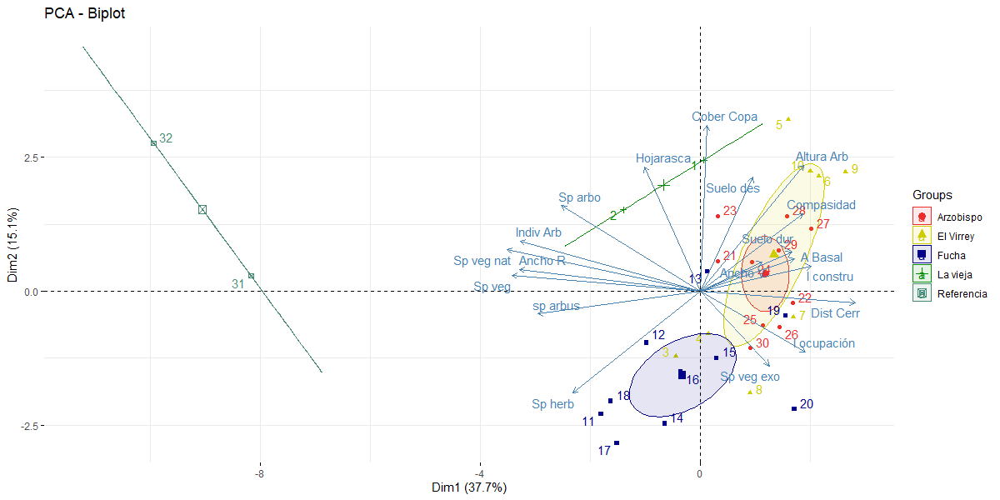 PCA - Biplot
Cober Copa
5
32
Hojarasca
1
Altura Arb
10
9
6
Suelo des
Sp arbo
2
23
28
Compasidad
27
Indiv Arb
Suelo dur
29
Sp veg nat
Ancho R
21
A Basal
13
Ancho
24
I constru
31
Sp veg
sp arbus
22
19
7
Dist Cerr
25
26
12
4
30
I ocupación
3
15
16
Sp veg exo
8
18
Sp herb
20
11
14
17
2.5
0.0
-2.5
-8
-4
0
Dim1 (37.7%)
Dim2 (15.1%)
Groups
Arzobispo
El Virrey
Fucha
La vieja
Referencia